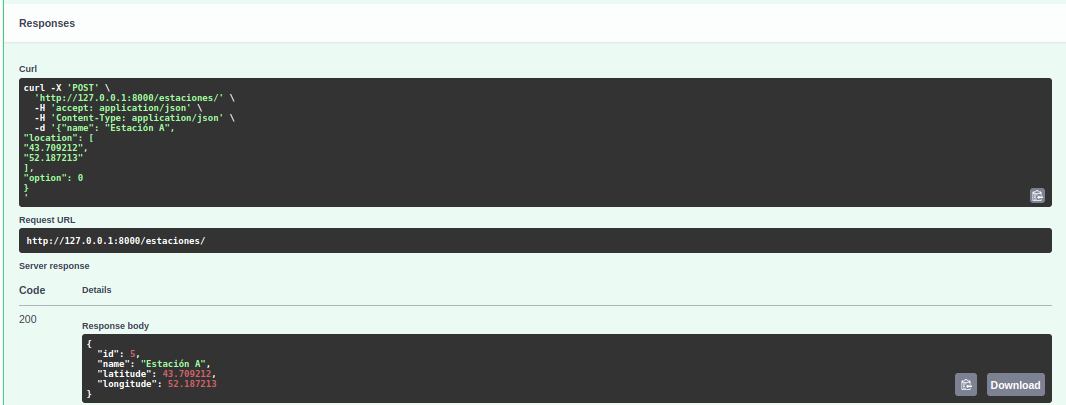 Responses
Curl
curl -X 'POST' \
'http://127.0.0.1:8000/estaciones/' \
-H 'accept: application/json' \
-H 'Content-Type: application/json' \
-d '{"name": "Estación A",
"location": [
"43.709212",
"52.187213"
],
"option": 0
}
'
Request URL
http://127.0.0.1:8000/estaciones/
Server response
Code Details
200
Response body
{
"id": 5,
"name": "Estación A",
"latitude": 43.709212,
"longitude": 52.187213
}
Download